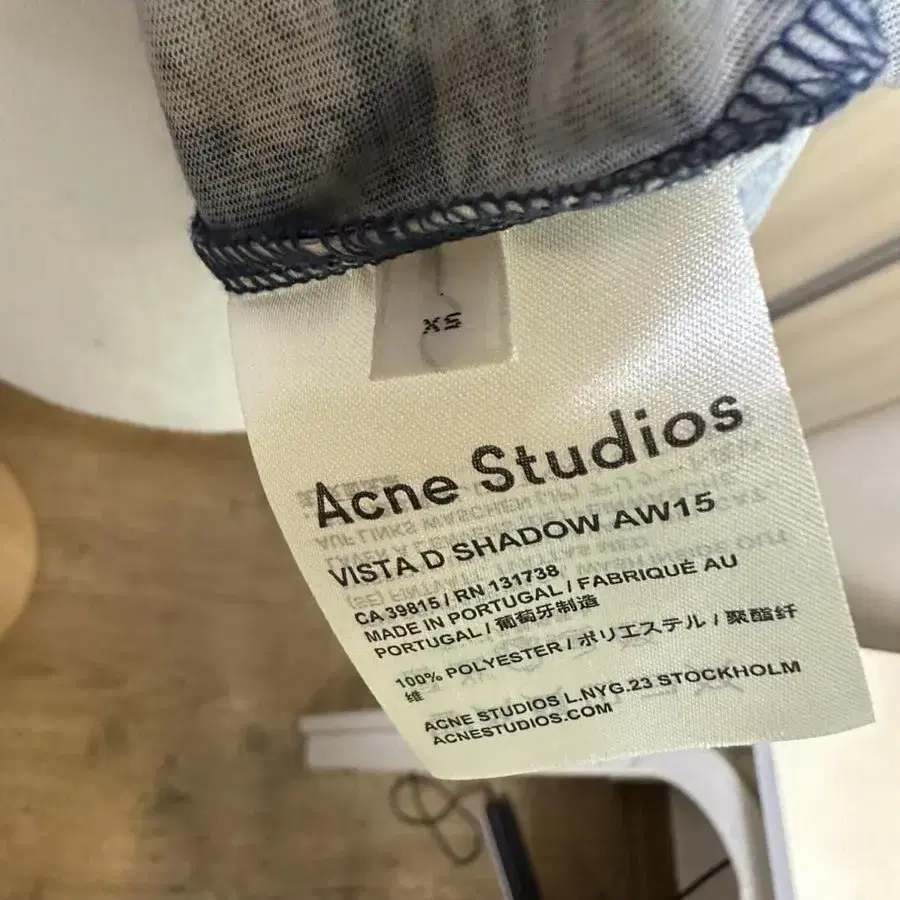 XS
Acne Studios
VISTA D SHADOW AW15
CA 39815 / RN 131738
MADE IN PORTUGAL / FABRIQUÉ AU
PORTUGAL / 葡萄牙制造
100% POLYESTER / ポリエステル / 聚酯纤
维
ACNE STUDIOS L.NYG.23 STOCKHOLM
ACNESTUDIOS.COM